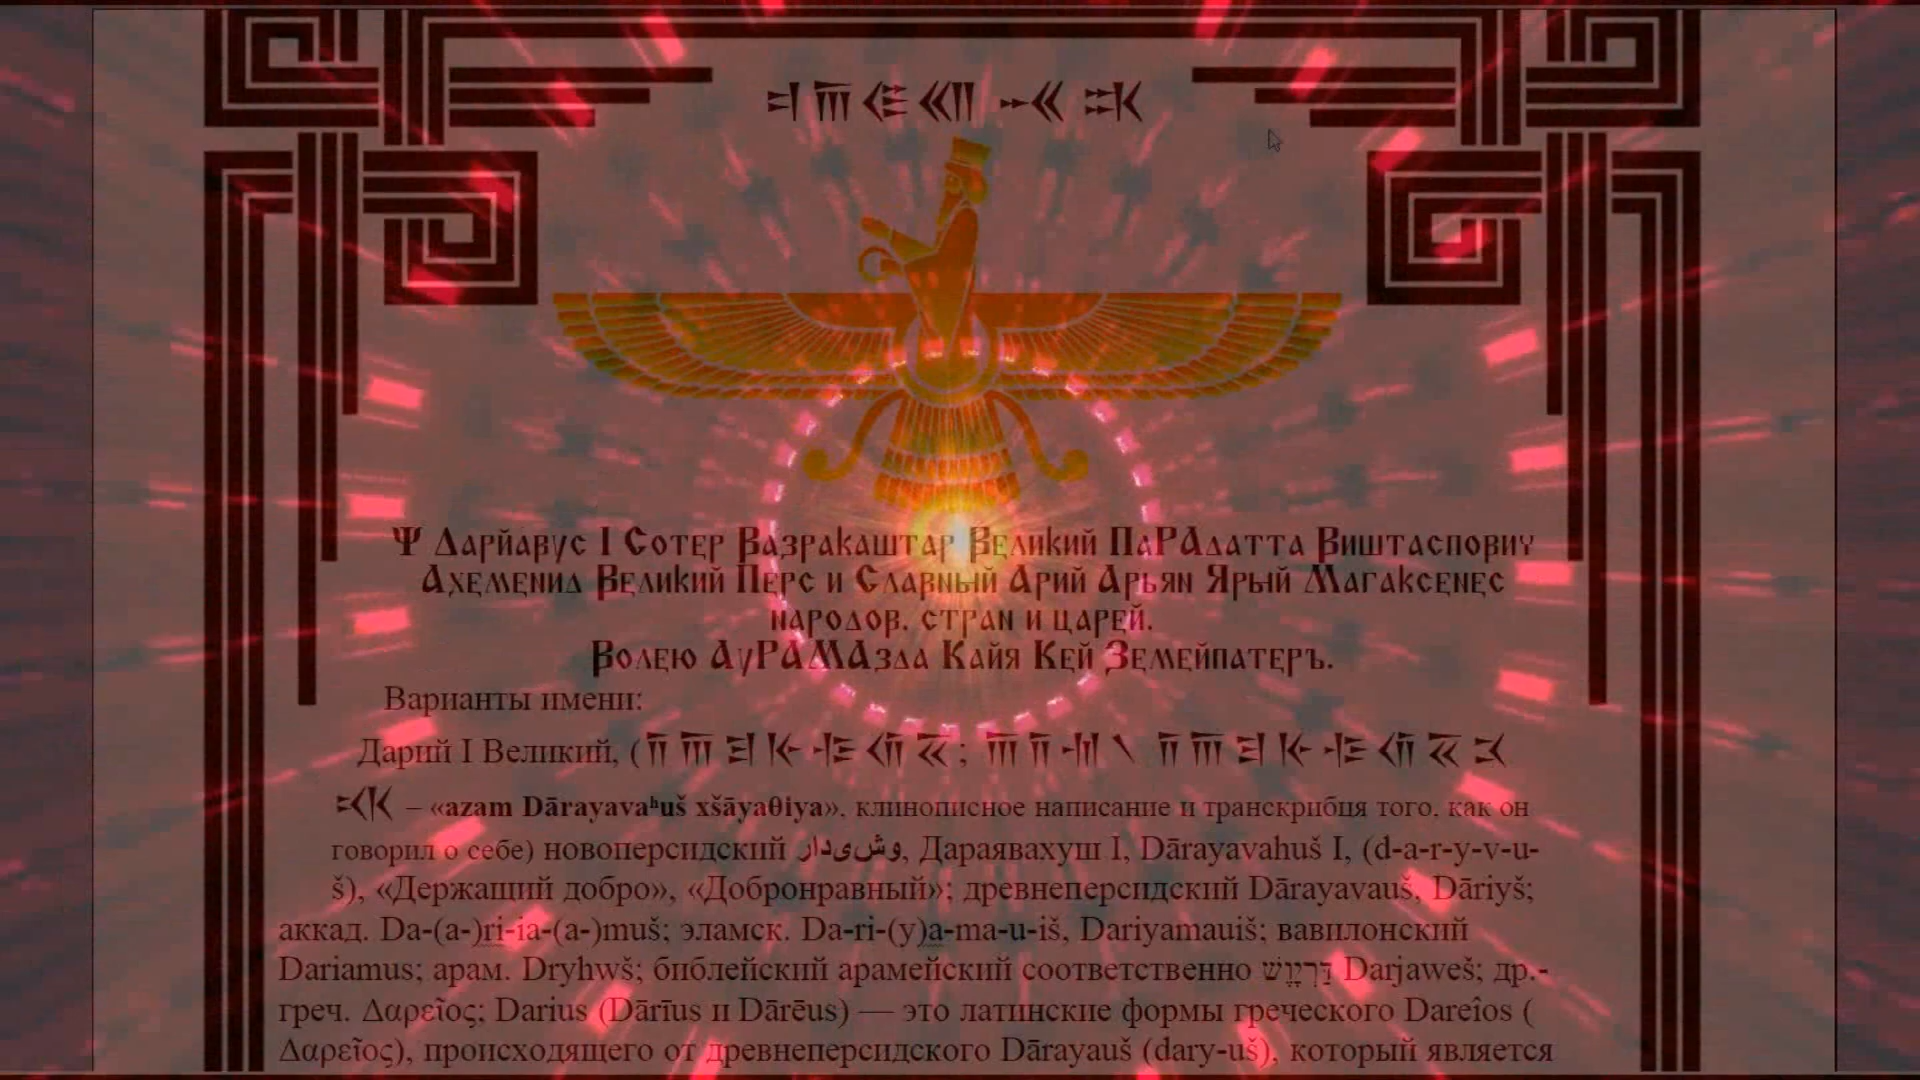 Ѱ Дарйавус I Сотер Вазракаштар Великий ПаРАдатта Виштаспович
Ахеменид Великий Перс и Славный Арий Арьян Ярый Магаксенес
народов. стран и царей.
Волею АуРАМАзда Кайя Кей Земейпатеръ.
Варианты имени:
Дарий I Великий, (
– «azam Dārayavaʰuš xšāyaθiya», клинописное написание и транскрибця того, как он
говорил о себе) новоперсидский وش‌ی‌دار, Дараявахуш I, Dārayavahuš I, (d-a-r-y-v-u-
š), «Держащий добро», «Добронравный»; древнеперсидский Dārayavauš, Dāriyš;
аккад. Da-(a-)ri-ia-(a-)muš; эламск. Da-ri-(y)a-ma-u-iš, Dariyamauiš; вавилонский
Dariamus; арам. Dryhwš; библейский арамейский соответственно דָּרְיָוֶשׁ Darjaweš; др.-
греч. Δαρεῖος; Darius (Dārīus и Dārēus) — это латинские формы греческого Dareîos (
Δαρεῖος), происходящего от древнеперсидского Dārayauš (dary-uš), который является